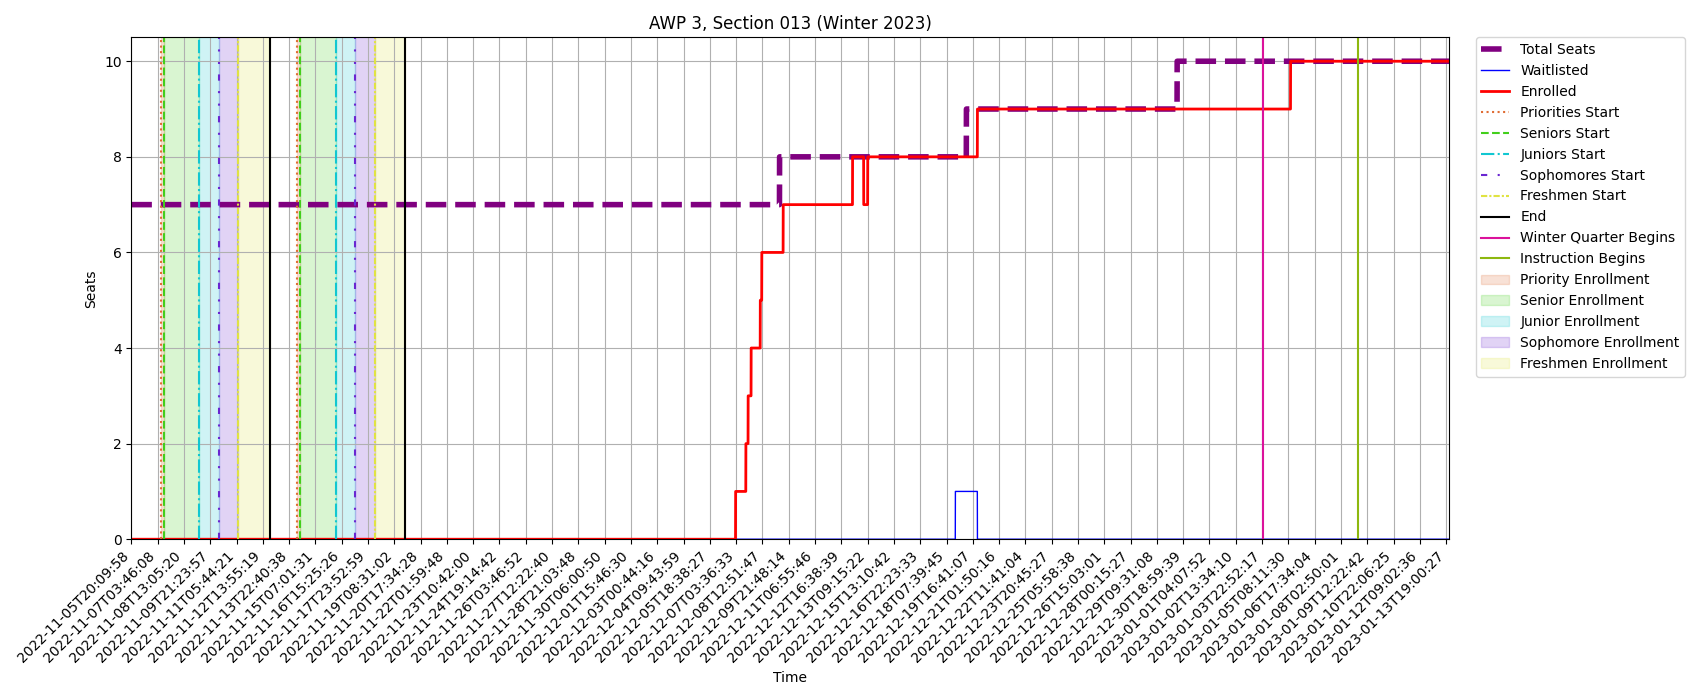 AWP 3, Section 013 (Winter 2023)
10
8
6
4
2
0
Seats
2022-11-05T20:09:58
2022-11-07T03:46:08
2022-11-08T13:05:20
2022-11-09T21:23:57
2022-11-11T05:44:21
2022-11-12T13:55:19
2022-11-13T22:40:38
2022-11-15T07:01:31
2022-11-16T15:25:26
2022-11-17T23:52:59
2022-11-19T08:31:02
2022-11-20T17:34:28
2022-11-22T01:59:48
2022-11-23T10:42:00
2022-11-24T19:14:42
2022-11-26T03:46:52
2022-11-27T12:22:40
2022-11-28T21:03:48
2022-11-30T06:00:50
2022-12-01T15:46:30
2022-12-03T00:44:16
2022-12-04T09:43:59
2022-12-05T18:38:27
2022-12-07T03:36:33
2022-12-08T12:51:47
2022-12-09T21:48:14
2022-12-11T06:55:46
2022-12-12T16:38:39
2022-12-13T09:15:22
2022-12-15T13:10:42
2022-12-16T22:23:33
2022-12-18T07:39:45
2022-12-19T16:41:07
2022-12-21T01:50:16
2022-12-22T11:41:04
2022-12-23T20:45:27
2022-12-25T05:58:38
2022-12-26T15:03:01
2022-12-28T00:15:27
2022-12-29T09:31:08
2022-12-30T18:59:39
2023-01-01T04:07:52
2023-01-02T13:34:10
2023-01-03T22:52:17
2023-01-05T08:11:30
2023-01-06T17:34:04
2023-01-08T02:50:01
2023-01-09T12:22:42
2023-01-10T22:06:25
2023-01-12T09:02:36
2023-01-13T19:00:27
Time
Total Seats
Waitlisted
Enrolled
Priorities Start
Seniors Start
Juniors Start
Sophomores Start
Freshmen Start
End
Winter Quarter Begins
Instruction Begins
Priority Enrollment
Senior Enrollment
Junior Enrollment
Sophomore Enrollment
Freshmen Enrollment